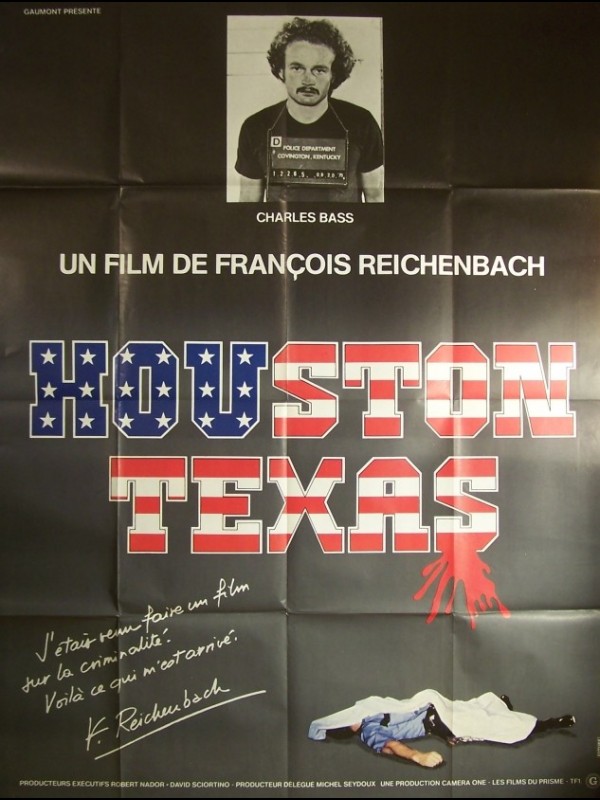 GAUMONT PRÉSENTE
D
POLICE DEPARTMENT
COVINGTON, KENTUCKY
CHARLES BASS
UN FILM DE FRANÇOIS REICHENBACH
HOUSTON
TEXAS
J'étais venu faire un film
sur la criminalité.
Voilà ce qui m'est arrivé.
F. Reichenbach
PRODUCTEURS EXECUTIFS ROBERT NADOR - DAVID SCIORTINO - PRODUCTEUR DÉLÉGUÉ MICHEL SEYDOUX UNE PRODUCTION CAMERA ONE - LES FILMS DU PRISME - TF1 G